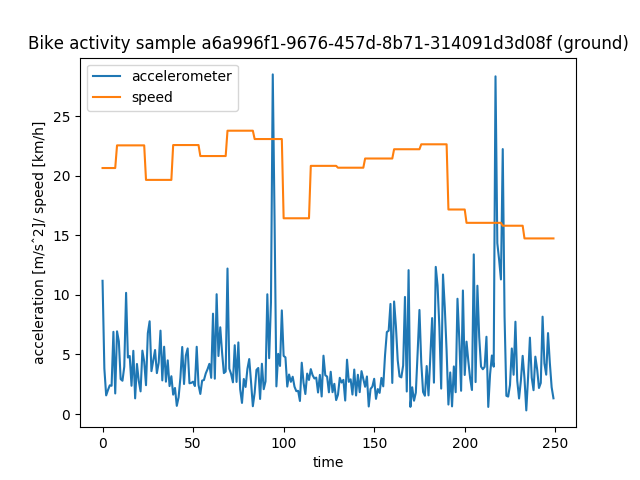 Bike activity sample a6a996f1-9676-457d-8b71-314091d3d08f (ground)
accelerometer
speed
acceleration [m/s^2]/ speed [km/h]
25
20
15
10
5
0
0
50
100
150
200
250
time